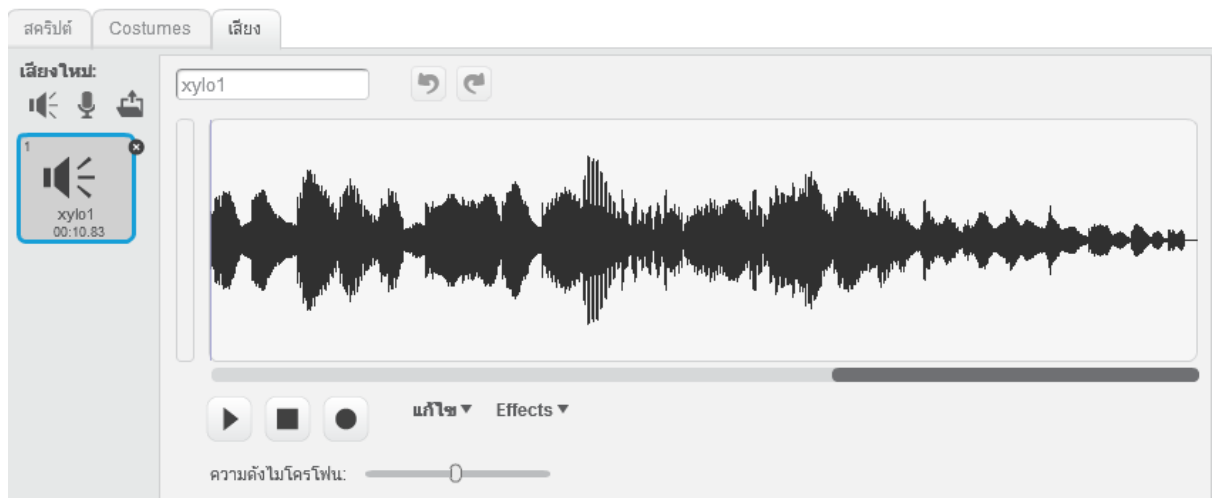 สคริปต์ Costumes เสียง
เสียงใหม่:
xylo1
1
xylo1
00:10.83
แก้ไข Effects
ความดังไมโครโฟน: